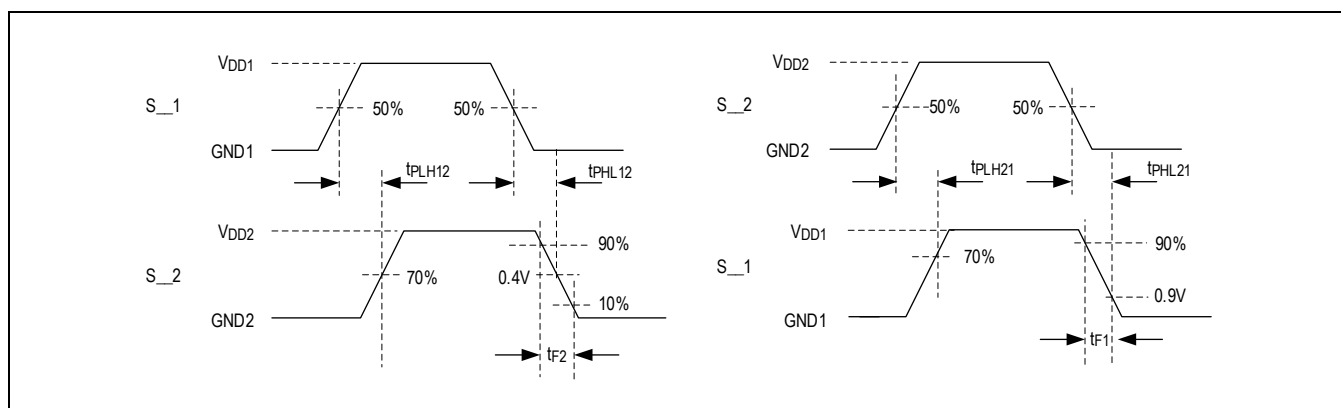 VDD1
S__1
50%
50%
GND1
tPLH12
tPHL12
VDD2
90%
S__2
70%
0.4V
10%
GND2
tF2
VDD2
S__2
50%
50%
GND2
tPLH21
tPHL21
VDD1
90%
S__1
70%
0.9V
GND1
tF1